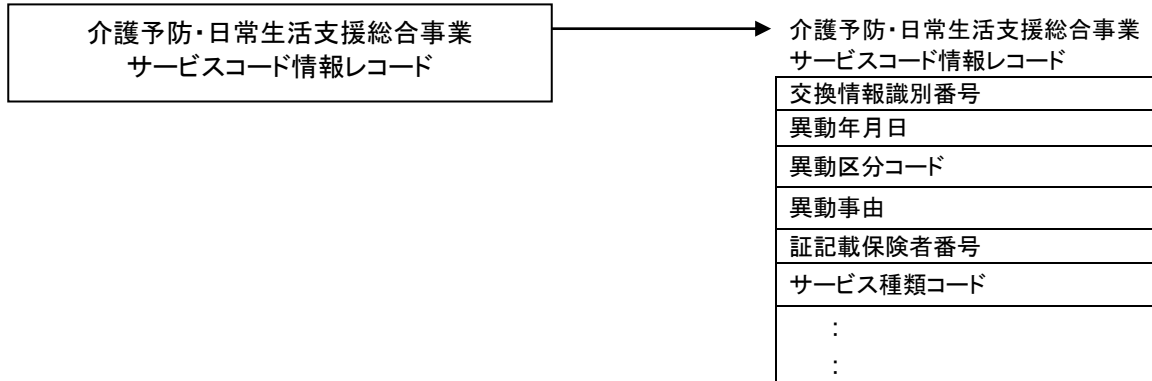 介護予防・日常生活支援総合事業
サービスコード情報レコード
介護予防・日常生活支援総合事業
サービスコード情報レコード
交換情報識別番号
異動年月日
異動区分コード
異動事由
証記載保険者番号
サービス種類コード
:
: